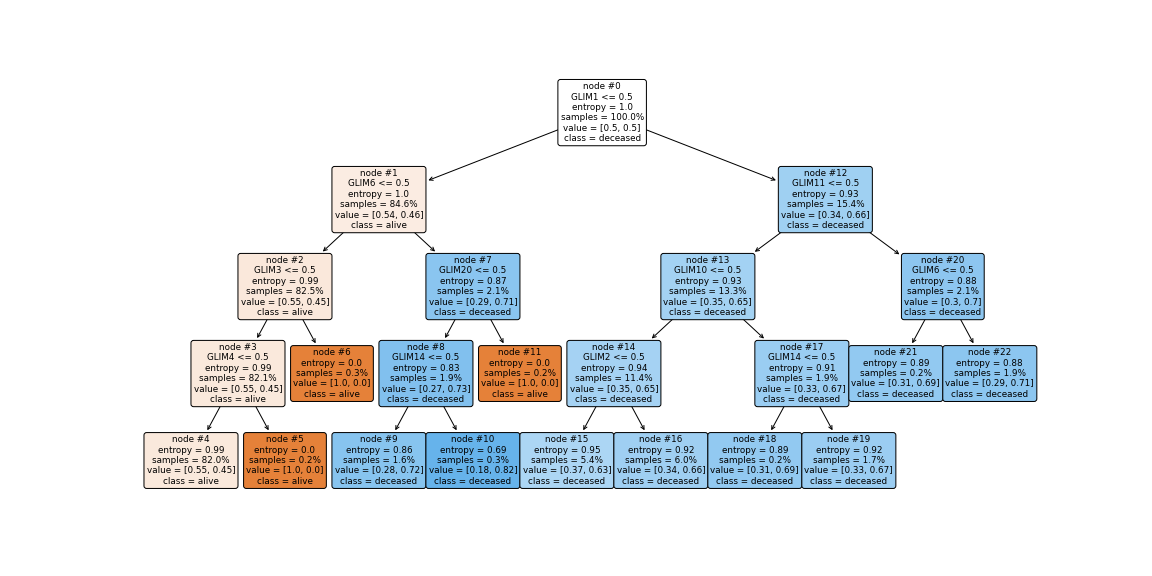 node #0
GLIM1 <= 0.5
entropy = 1.0
samples = 100.0%
value = [0.5, 0.5]
class = deceased
node #1
GLIM6 <= 0.5
entropy = 1.0
samples = 84.6%
value = [0.54, 0.46]
class = alive
node #12
GLIM11 <= 0.5
entropy = 0.93
samples = 15.4%
value = [0.34, 0.66]
class = deceased
node #2
GLIM3 <= 0.5
entropy = 0.99
samples = 82.5%
value = [0.55, 0.45]
class = alive
node #7
GLIM20 <= 0.5
entropy = 0.87
samples = 2.1%
value = [0.29, 0.71]
class = deceased
node #13
GLIM10 <= 0.5
entropy = 0.93
samples = 13.3%
value = [0.35, 0.65]
class = deceased
node #20
GLIM6 <= 0.5
entropy = 0.88
samples = 2.1%
value = [0.3, 0.7]
class = deceased
node #3
GLIM4 <= 0.5
entropy = 0.99
samples = 82.1%
value = [0.55, 0.45]
class = alive
node #6
entropy = 0.0
samples = 0.3%
value = [1.0, 0.0]
class = alive
node #8
GLIM14 <= 0.5
entropy = 0.83
samples = 1.9%
value = [0.27, 0.73]
class = deceased
node #11
entropy = 0.0
samples = 0.2%
value = [1.0, 0.0]
class = alive
node #14
GLIM2 <= 0.5
entropy = 0.94
samples = 11.4%
value = [0.35, 0.65]
class = deceased
node #17
GLIM14 <= 0.5
entropy = 0.91
samples = 1.9%
value = [0.33, 0.67]
class = deceased
node #21
entropy = 0.89
samples = 0.2%
value = [0.31, 0.69]
class = deceased
node #22
entropy = 0.88
samples = 1.9%
value = [0.29, 0.71]
class = deceased
node #4
entropy = 0.99
samples = 82.0%
value = [0.55, 0.45]
class = alive
node #5
entropy = 0.0
samples = 0.2%
value = [1.0, 0.0]
class = alive
node #9
entropy = 0.86
samples = 1.6%
value = [0.28, 0.72]
class = deceased
node #10
entropy = 0.69
samples = 0.3%
value = [0.18, 0.82]
class = deceased
node #15
entropy = 0.95
samples = 5.4%
value = [0.37, 0.63]
class = deceased
node #16
entropy = 0.92
samples = 6.0%
value = [0.34, 0.66]
class = deceased
node #18
entropy = 0.89
samples = 0.2%
value = [0.31, 0.69]
class = deceased
node #19
entropy = 0.92
samples = 1.7%
value = [0.33, 0.67]
class = deceased